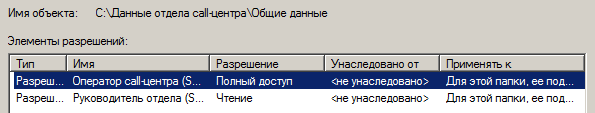 Имя объекта: C:\Данные отдела call-центра\Общие данные
Элементы разрешений:
Тип Имя Разрешение Унаследовано от Применять к
Разреш... Оператор call-центра (S... Полный доступ <не унаследовано> Для этой папки, ее под...
Разреш... Руководитель отдела (S... Чтение <не унаследовано> Для этой папки, ее под...